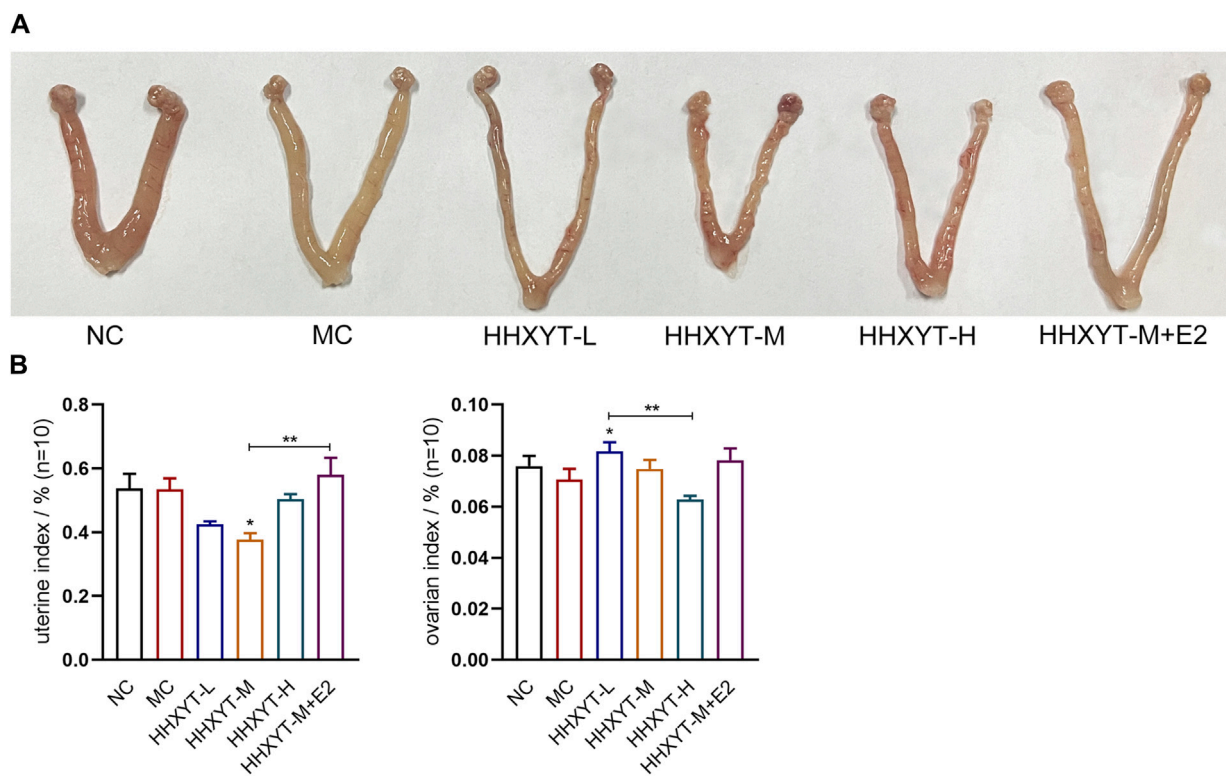 A
NC MC HHXYT-L HHXYT-M HHXYT-H HHXYT-M+E2
B
uterine index / % (n=10)
0.8
0.6
0.4
0.2
0.0
**
*
NC MC HHXYT-L HHXYT-M HHXYT-H HHXYT-M+E2
ovarian index / % (n=10)
0.10
0.08
0.06
0.04
0.02
0.00
**
*
NC MC HHXYT-L HHXYT-M HHXYT-H HHXYT-M+E2